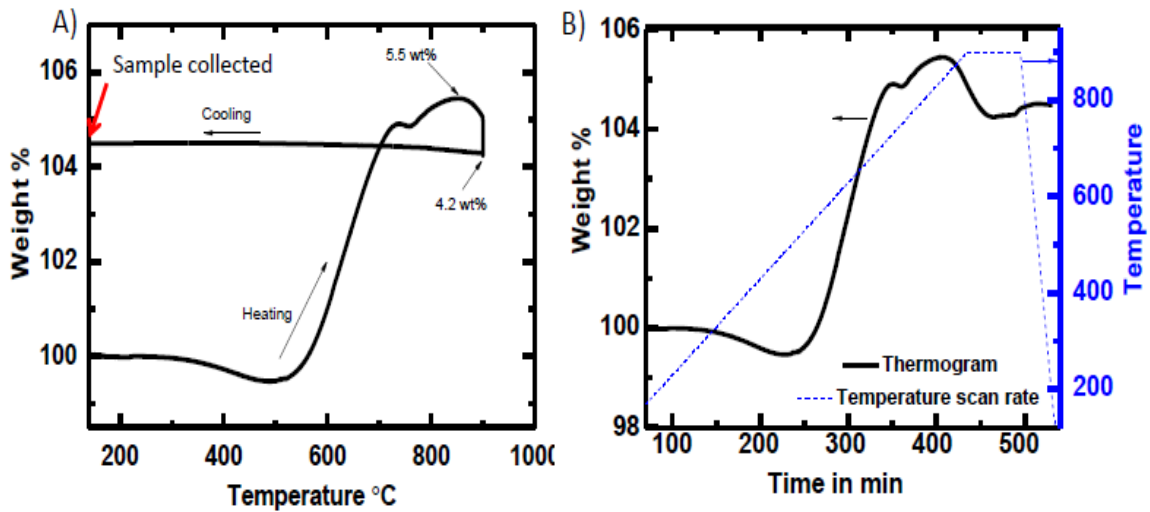 A)
106
104
102
100
Weight %
Sample collected
Cooling
5.5 wt%
4.2 wt%
Heating
200 400 600 800 1000
Temperature °C
B)
106
104
102
100
98
Weight %
Thermogram
Temperature scan rate
100 200 300 400 500
Time in min
800
600
400
200
Temperature